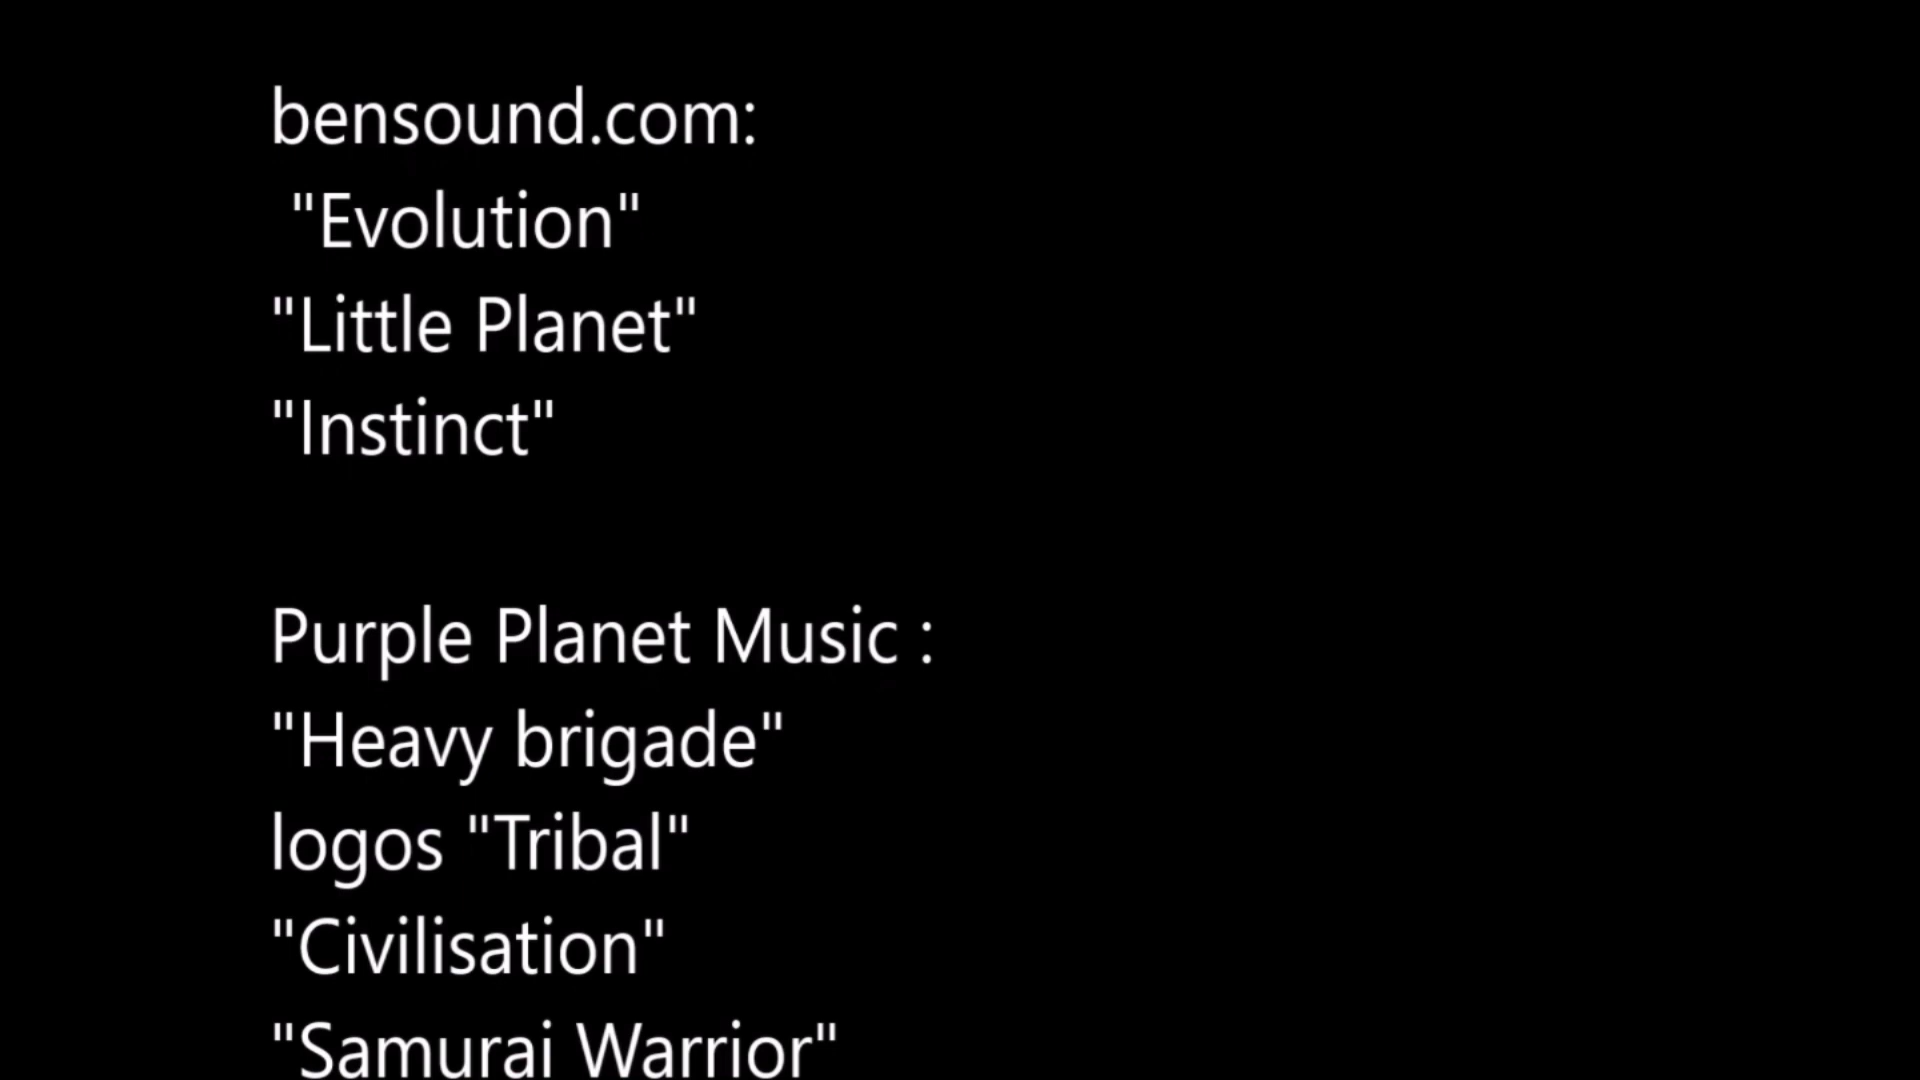 bensound.com:
"Evolution"
"Little Planet"
"Instinct"
Purple Planet Music :
"Heavy brigade"
logos "Tribal"
"Civilisation"
"Samurai Warrior"